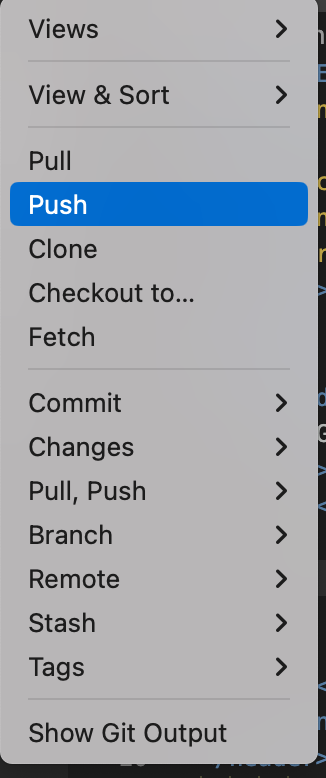 Views
View & Sort
Pull
Push
Clone
Checkout to...
Fetch
Commit
Changes
Pull, Push
Branch
Remote
Stash
Tags
Show Git Output